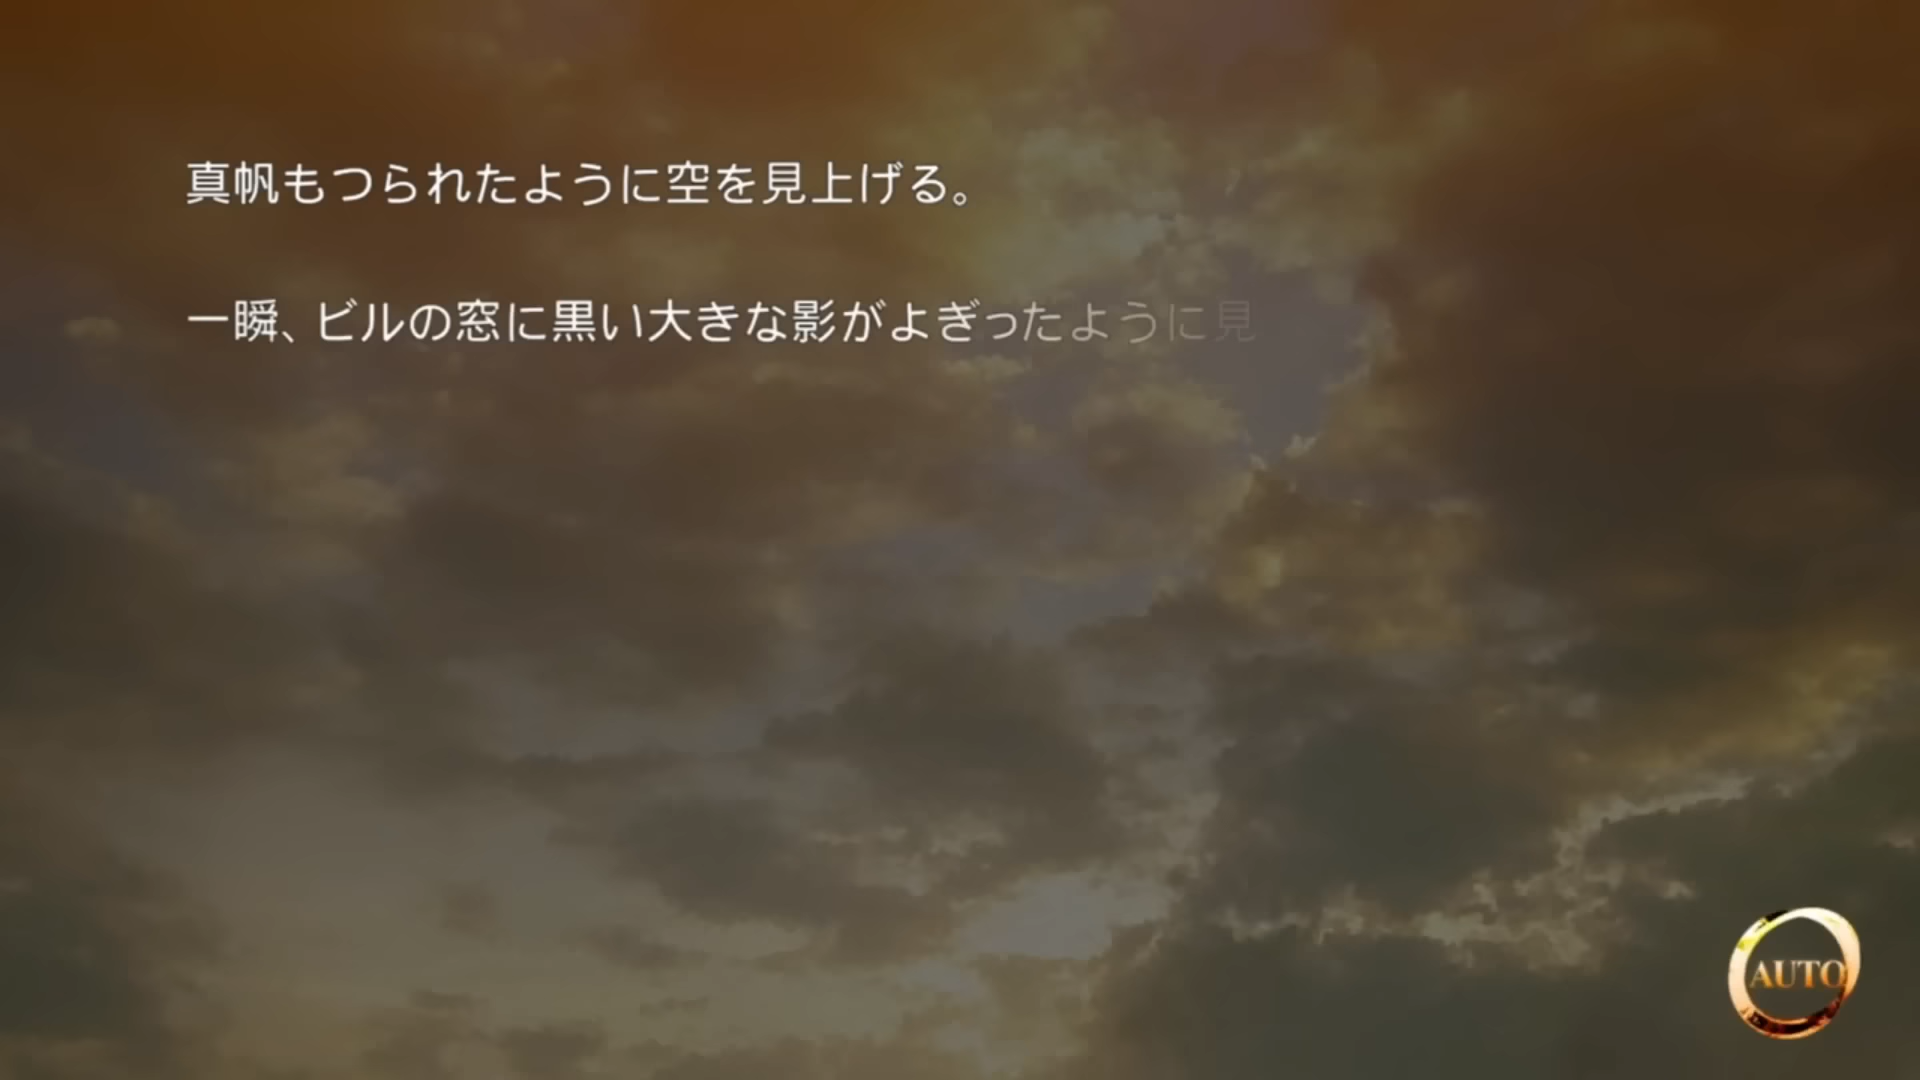 真帆もつられたように空を見上げる。
一瞬、ビルの窓に黒い大きな影がよぎったように見
AUTO